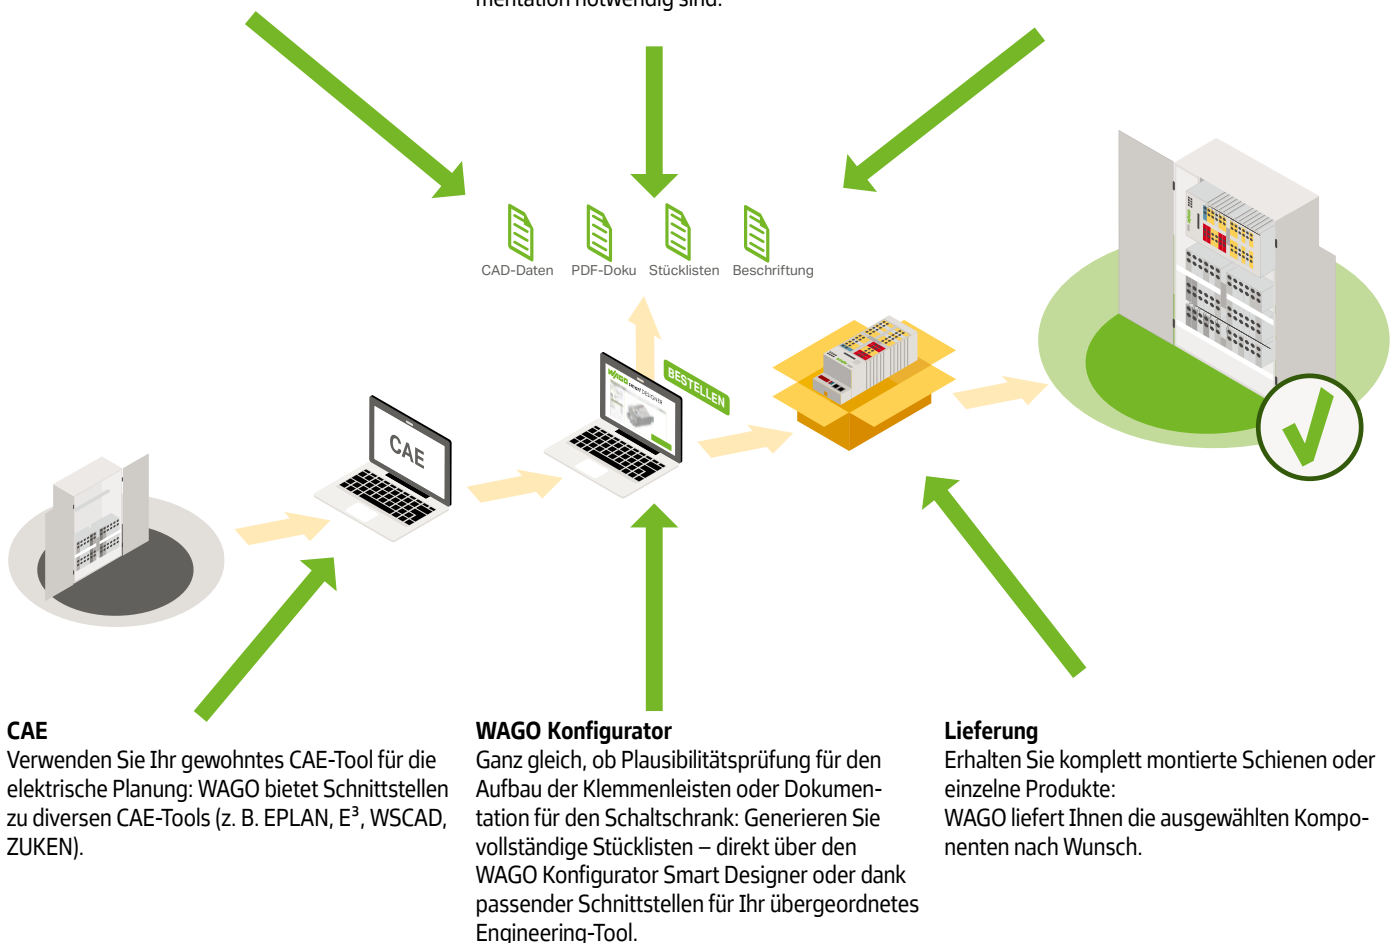 mentation notwendig sind.
CAD-Daten PDF-Doku Stücklisten Beschriftung
BESTELLEN
WAGO smart DESIGNER
CAE
CAE
Verwenden Sie Ihr gewohntes CAE-Tool für die
elektrische Planung: WAGO bietet Schnittstellen
zu diversen CAE-Tools (z. B. EPLAN, E³, WSCAD,
ZUKEN).
WAGO Konfigurator
Ganz gleich, ob Plausibilitätsprüfung für den
Aufbau der Klemmenleisten oder Dokumen-
tation für den Schaltschrank: Generieren Sie
vollständige Stücklisten – direkt über den
WAGO Konfigurator Smart Designer oder dank
passender Schnittstellen für Ihr übergeordnetes
Engineering-Tool.
Lieferung
Erhalten Sie komplett montierte Schienen oder
einzelne Produkte:
WAGO liefert Ihnen die ausgewählten Kompo-
nenten nach Wunsch.